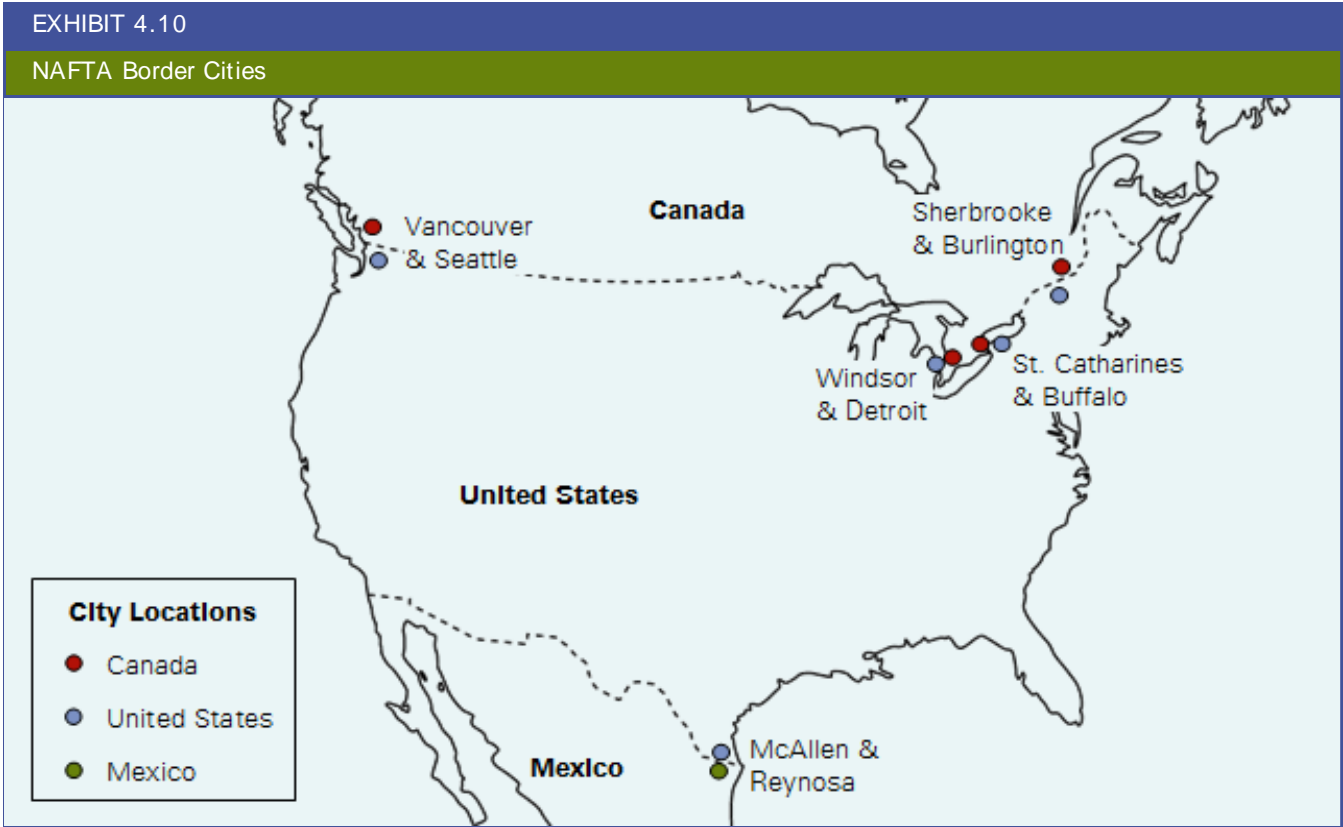 EXHIBIT 4.10
NAFTA Border Cities
Canada
Vancouver
& Seattle
Sherbrooke
& Burlington
Windsor
& Detroit
St. Catharines
& Buffalo
United States
City Locations
Canada
United States
Mexico
Mexico
McAllen &
Reynosa